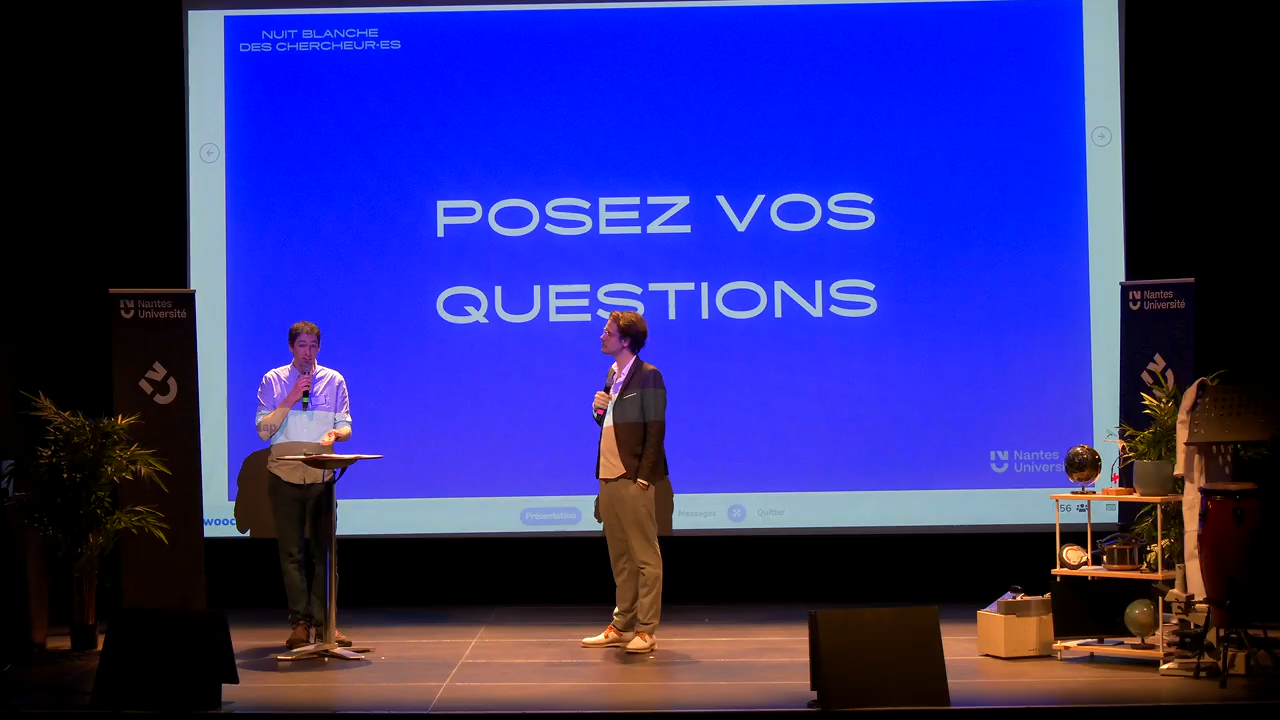 NUIT BLANCHE
DES CHERCHEUR·ES
POSEZ VOS
QUESTIONS
Nantes
Université
Nantes
Université
Nantes
Présentation
Messages
Quitter
56